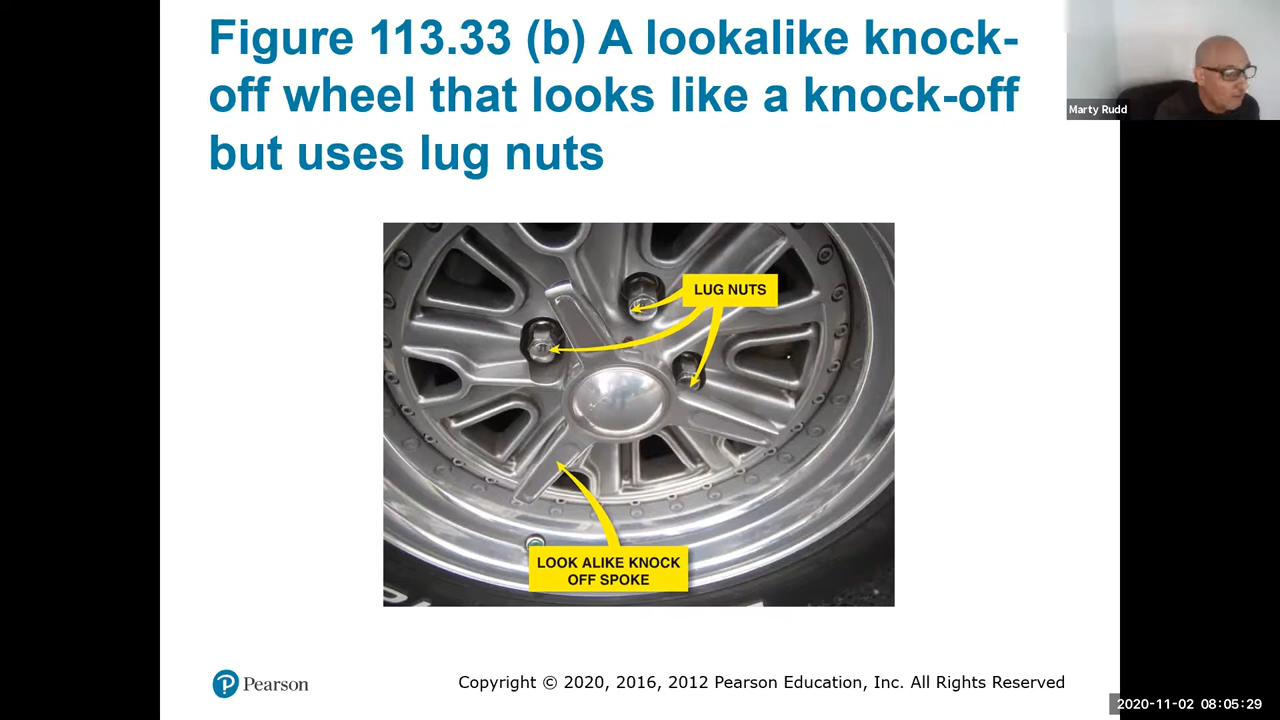 Figure 113.33 (b) A lookalike knock-
off wheel that looks like a knock-off
but uses lug nuts
Marty Rudd
LUG NUTS
LOOK ALIKE KNOCK
OFF SPOKE
Pearson
Copyright © 2020, 2016, 2012 Pearson Education, Inc. All Rights Reserved
2020-11-02 08:05:29